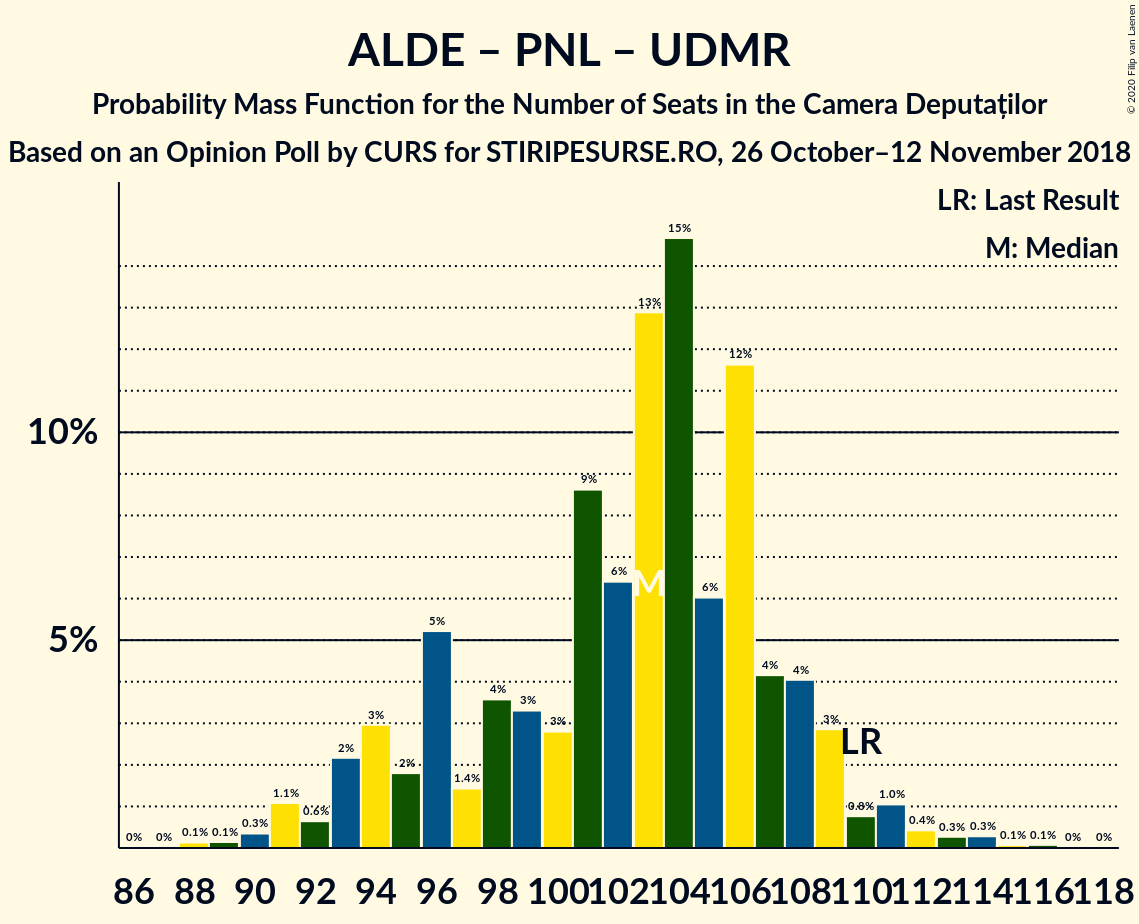 ALDE – PNL – UDMR
Probability Mass Function for the Number of Seats in the Camera Deputaților
Based on an Opinion Poll by CURS for STIRIPESURSE.RO, 26 October–12 November 2018
© 2020 Filip van Laenen
LR: Last Result
M: Median
10%
5%
0% 0% 0.1% 0.1% 0.3% 1.1% 0.6% 2% 3% 2% 5% 1.4% 4% 3% 3% 9% 6% 13% 15% 6% 12% 4% 4% 3% 0.8% 1.0% 0.4% 0.3% 0.3% 0.1% 0.1% 0% 0%
M
LR
86 88 90 92 94 96 98 100 102 104 106 108 110 112 114 116 118